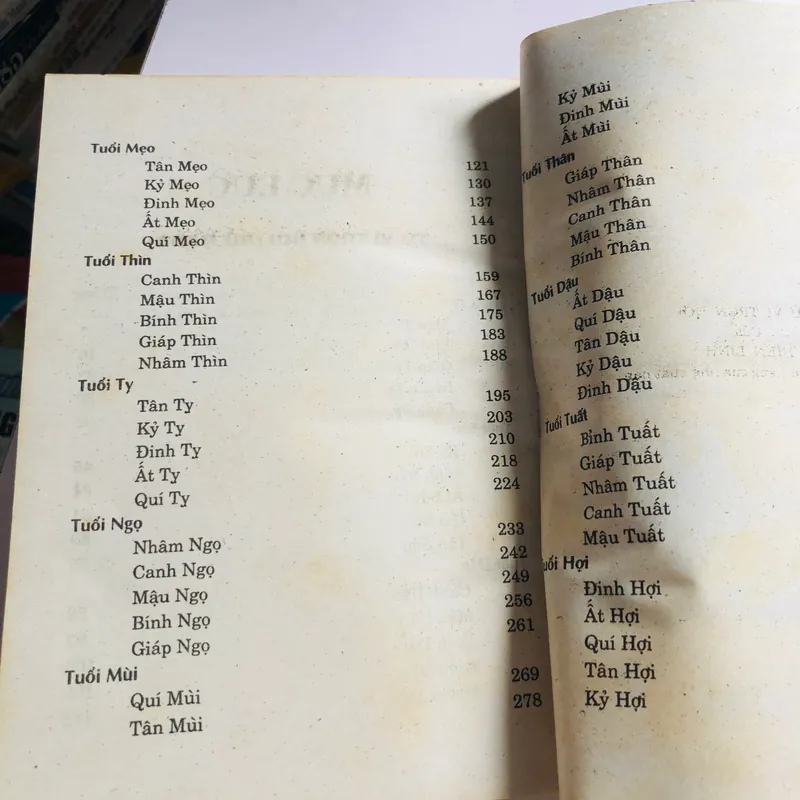 Tuổi Mẹo
Tân Mẹo 121
Kỷ Mẹo 130
Đinh Mẹo 137
Ất Mẹo 144
Quí Mẹo 150
Tuổi Thìn
Canh Thìn 159
Mậu Thìn 167
Bính Thìn 175
Giáp Thìn 183
Nhâm Thìn 188
Tuổi Tỵ
Tân Tỵ 195
Kỷ Tỵ 203
Đinh Tỵ 210
Ất Tỵ 218
Quí Tỵ 224
Tuổi Ngọ
Nhâm Ngọ 233
Canh Ngọ 242
Mậu Ngọ 249
Bính Ngọ 256
Giáp Ngọ 261
Tuổi Mùi
Quí Mùi 269
Tân Mùi 278
Kỷ Mùi
Đinh Mùi
Ất Mùi
Tuổi Thân
Giáp Thân
Nhâm Thân
Canh Thân
Mậu Thân
Bính Thân
Tuổi Dậu
Ất Dậu
Quí Dậu
Tân Dậu
Kỷ Dậu
Đinh Dậu
Tuổi Tuất
Bỉnh Tuất
Giáp Tuất
Nhâm Tuất
Canh Tuất
Mậu Tuất
Tuổi Hợi
Đinh Hợi
Ất Hợi
Quí Hợi
Tân Hợi
Kỷ Hợi